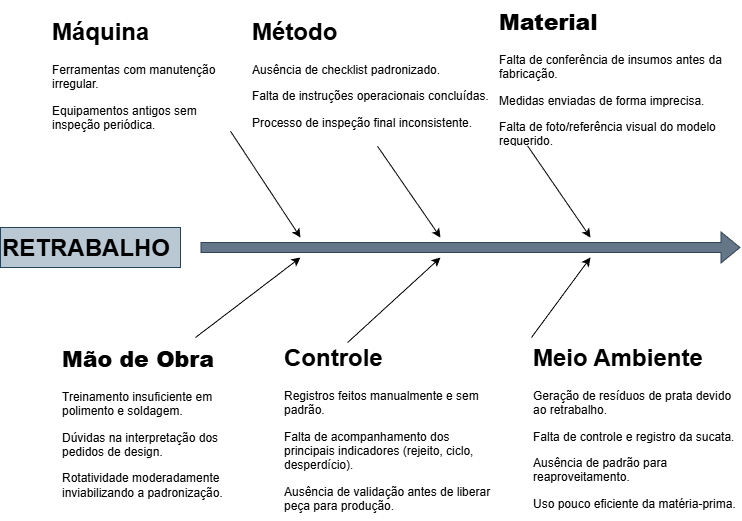 Máquina
Ferramentas com manutenção
irregular.
Equipamentos antigos sem
inspeção periódica.
Método
Ausência de checklist padronizado.
Falta de instruções operacionais concluídas.
Processo de inspeção final inconsistente.
Material
Falta de conferência de insumos antes da
fabricação.
Medidas enviadas de forma imprecisa.
Falta de foto/referência visual do modelo
requerido.
RETRABALHO
Mão de Obra
Treinamento insuficiente em
polimento e soldagem.
Dúvidas na interpretação dos
pedidos de design.
Rotatividade moderadamente
inviabilizando a padronização.
Controle
Registros feitos manualmente e sem
padrão.
Falta de acompanhamento dos
principais indicadores (rejeito, ciclo,
desperdício).
Ausência de validação antes de liberar
peça para produção.
Meio Ambiente
Geração de resíduos de prata devido
ao retrabalho.
Falta de controle e registro da sucata.
Ausência de padrão para
reaproveitamento.
Uso pouco eficiente da matéria-prima.